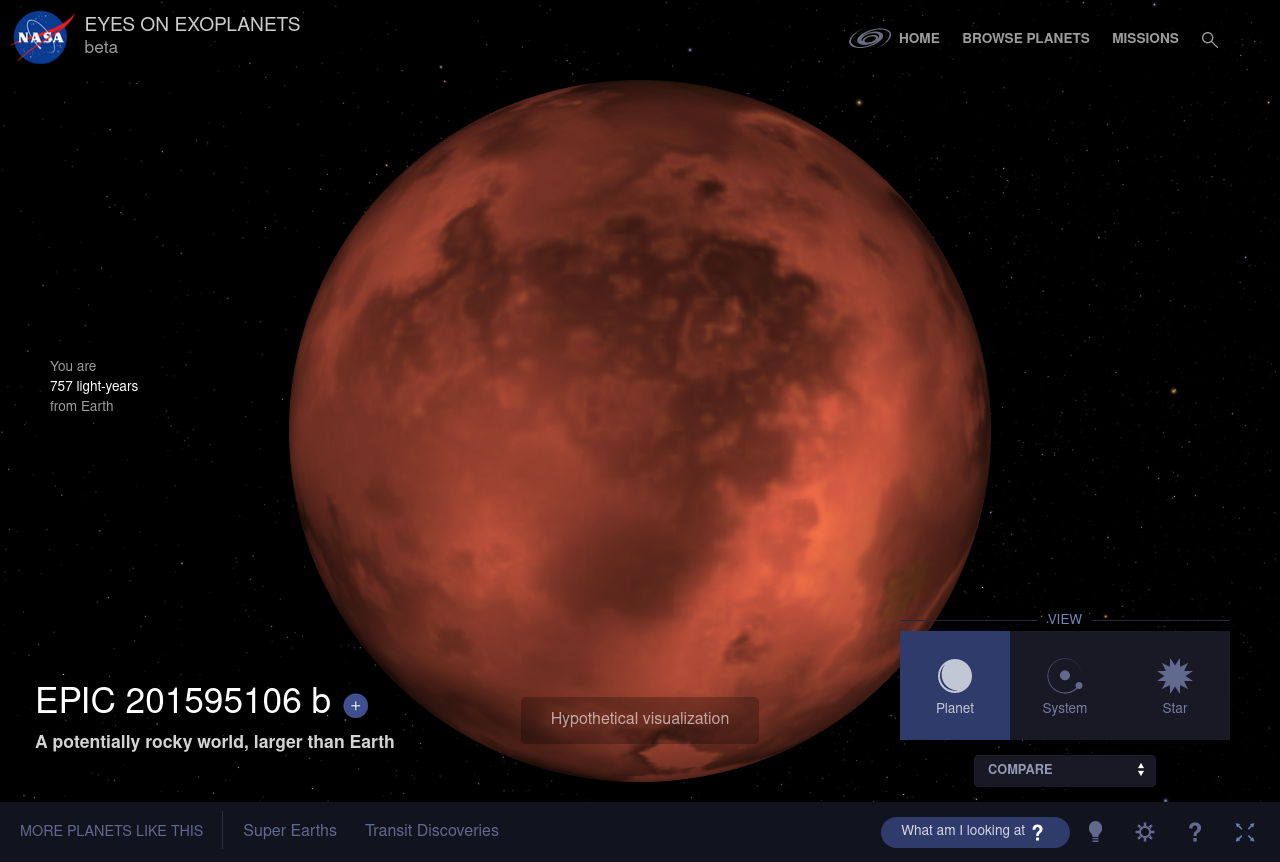 NASA
EYES ON EXOPLANETS
beta
HOME
BROWSE PLANETS
MISSIONS
You are
757 light-years
from Earth
EPIC 201595106 b +
A potentially rocky world, larger than Earth
Hypothetical visualization
VIEW
Planet
System
Star
COMPARE
MORE PLANETS LIKE THIS
Super Earths
Transit Discoveries
What am I looking at ?
?